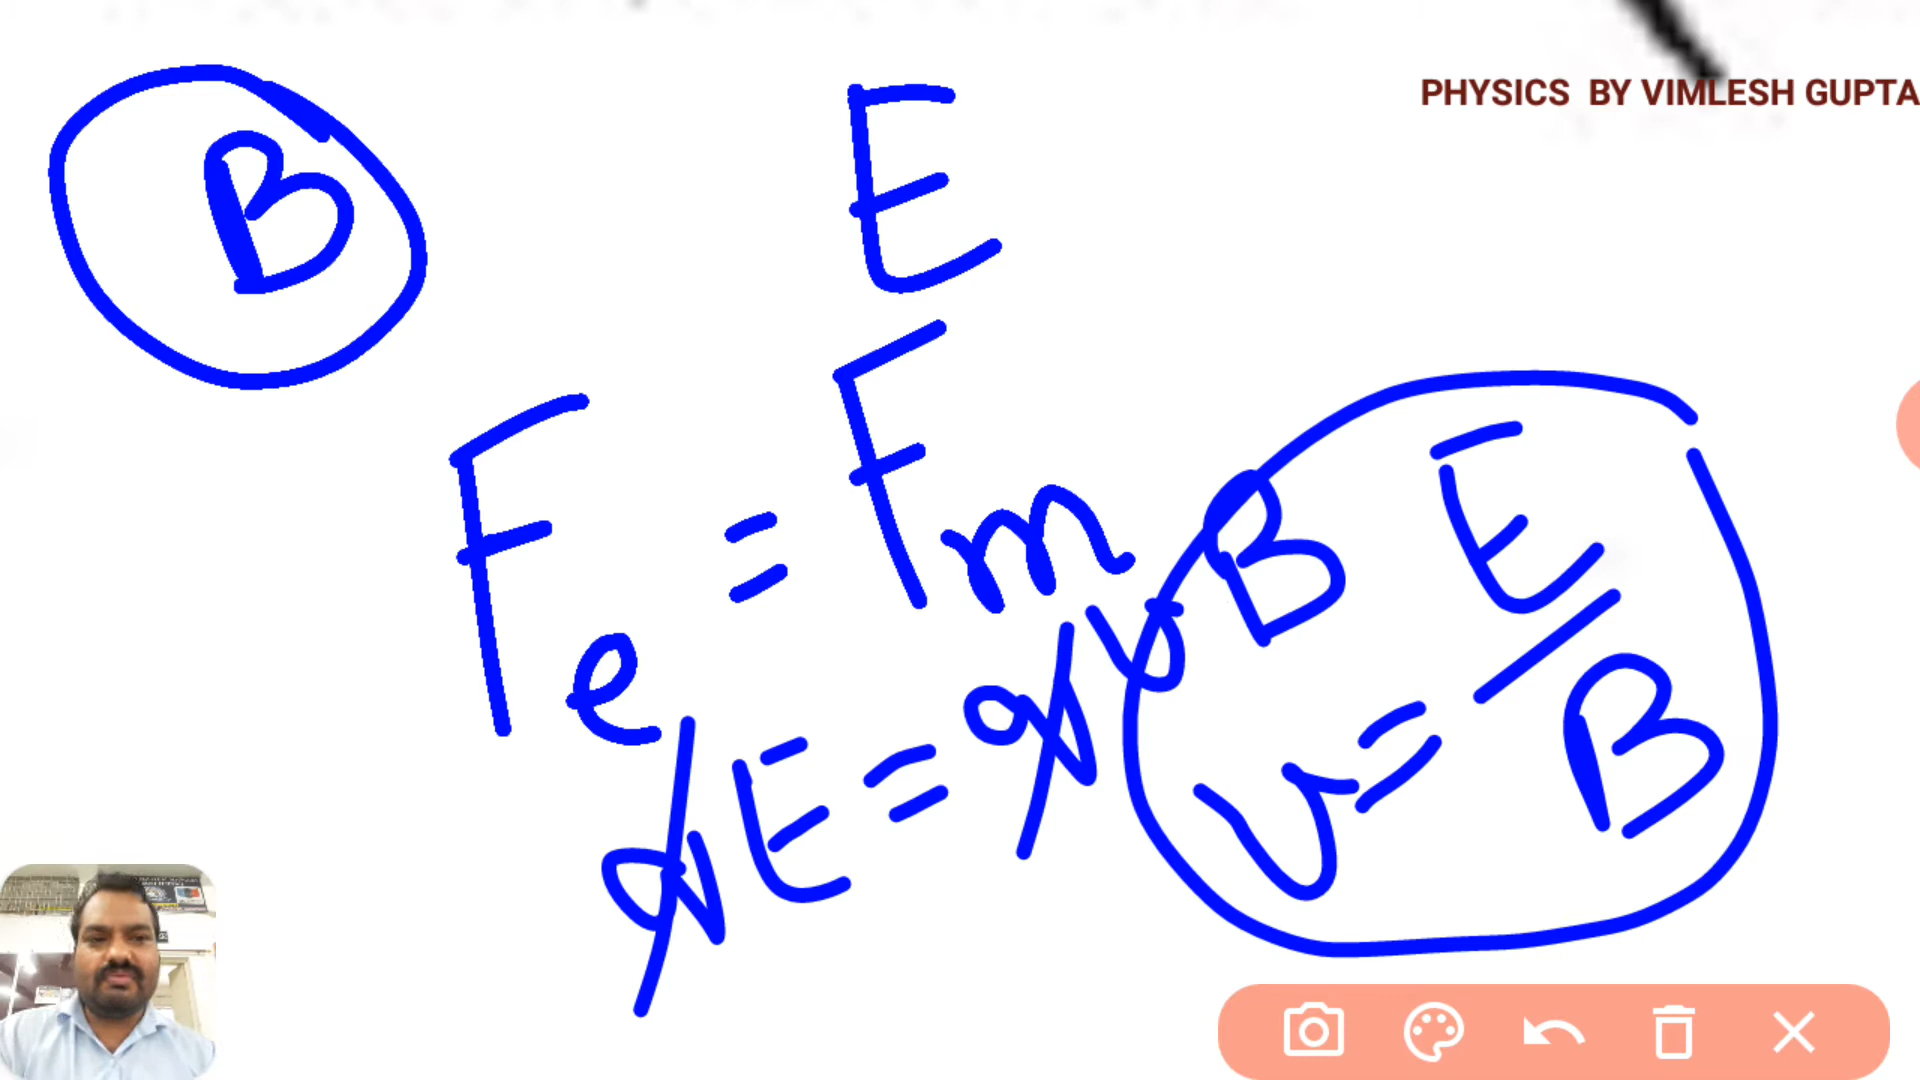 PHYSICS BY VIMLESH GUPTA
B
E
Fe = Fm
qE = qvB
v = E/B